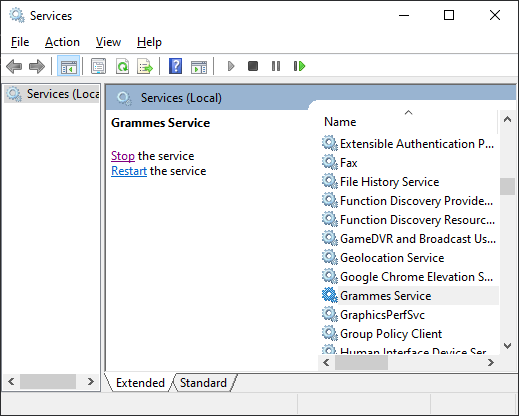 Services
File Action View Help
Services (Loca
Services (Local)
Grammes Service
Stop the service
Restart the service
Name
Extensible Authentication P...
Fax
File History Service
Function Discovery Provide...
Function Discovery Resourc...
GameDVR and Broadcast Us...
Geolocation Service
Google Chrome Elevation S...
Grammes Service
GraphicsPerfSvc
Group Policy Client
Human Interface Device Ser
Extended Standard